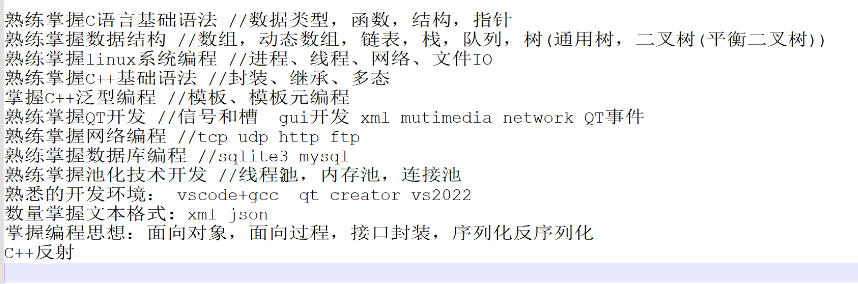 熟练掌握C语言基础语法 //数据类型，函数，结构，指针
熟练掌握数据结构 //数组，动态数组，链表，栈，队列，树(通用树，二叉树(平衡二叉树))
熟练掌握linux系统编程 //进程、线程、网络、文件IO
熟练掌握C++基础语法 //封装、继承、多态
掌握C++泛型编程 //模板、模板元编程
熟练掌握QT开发 //信号和槽  gui开发 xml mutimedia network QT事件
熟练掌握网络编程 //tcp udp http ftp
熟练掌握数据库编程 //sqlite3 mysql
熟练掌握池化技术开发 //线程池，内存池，连接池
熟悉的开发环境： vscode+gcc  qt creator vs2022
数量掌握文本格式：xml json
掌握编程思想：面向对象，面向过程，接口封装，序列化反序列化
C++反射